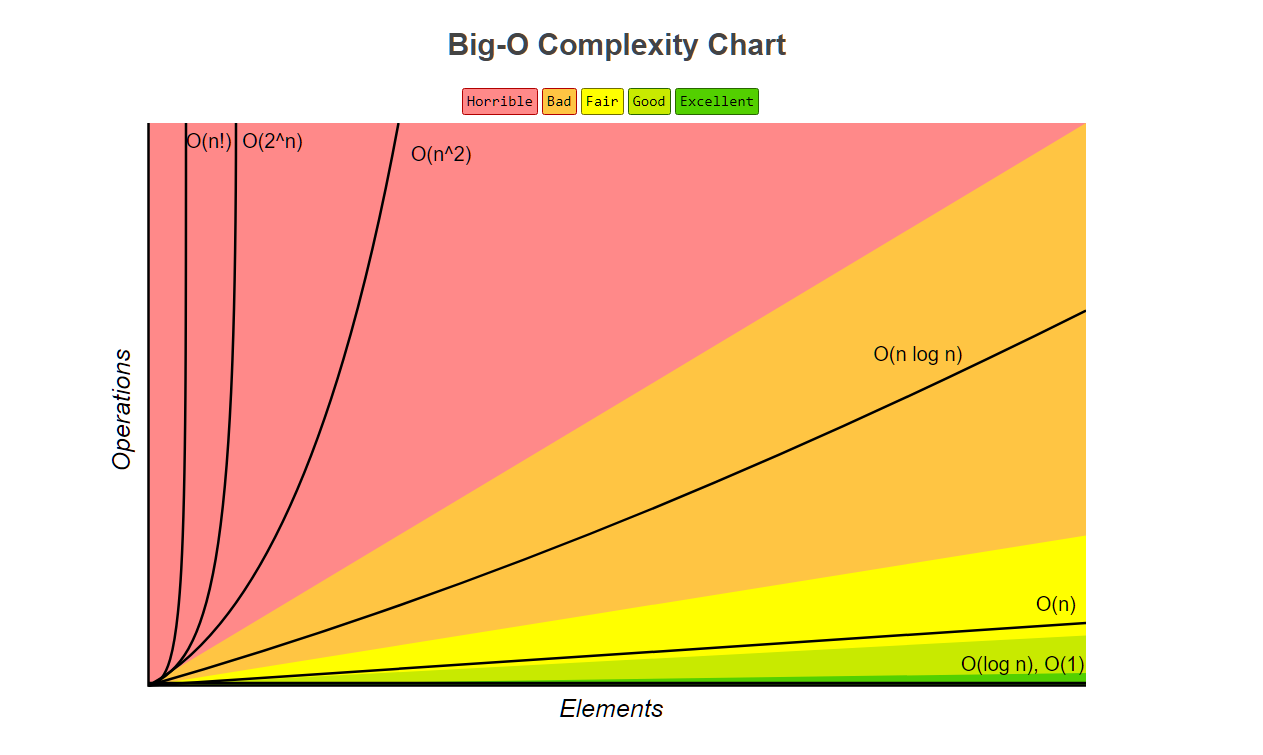 Big-O Complexity Chart
Horrible Bad Fair Good Excellent
O(n!) O(2^n)
O(n^2)
O(n log n)
Operations
O(n)
O(log n), O(1)
Elements